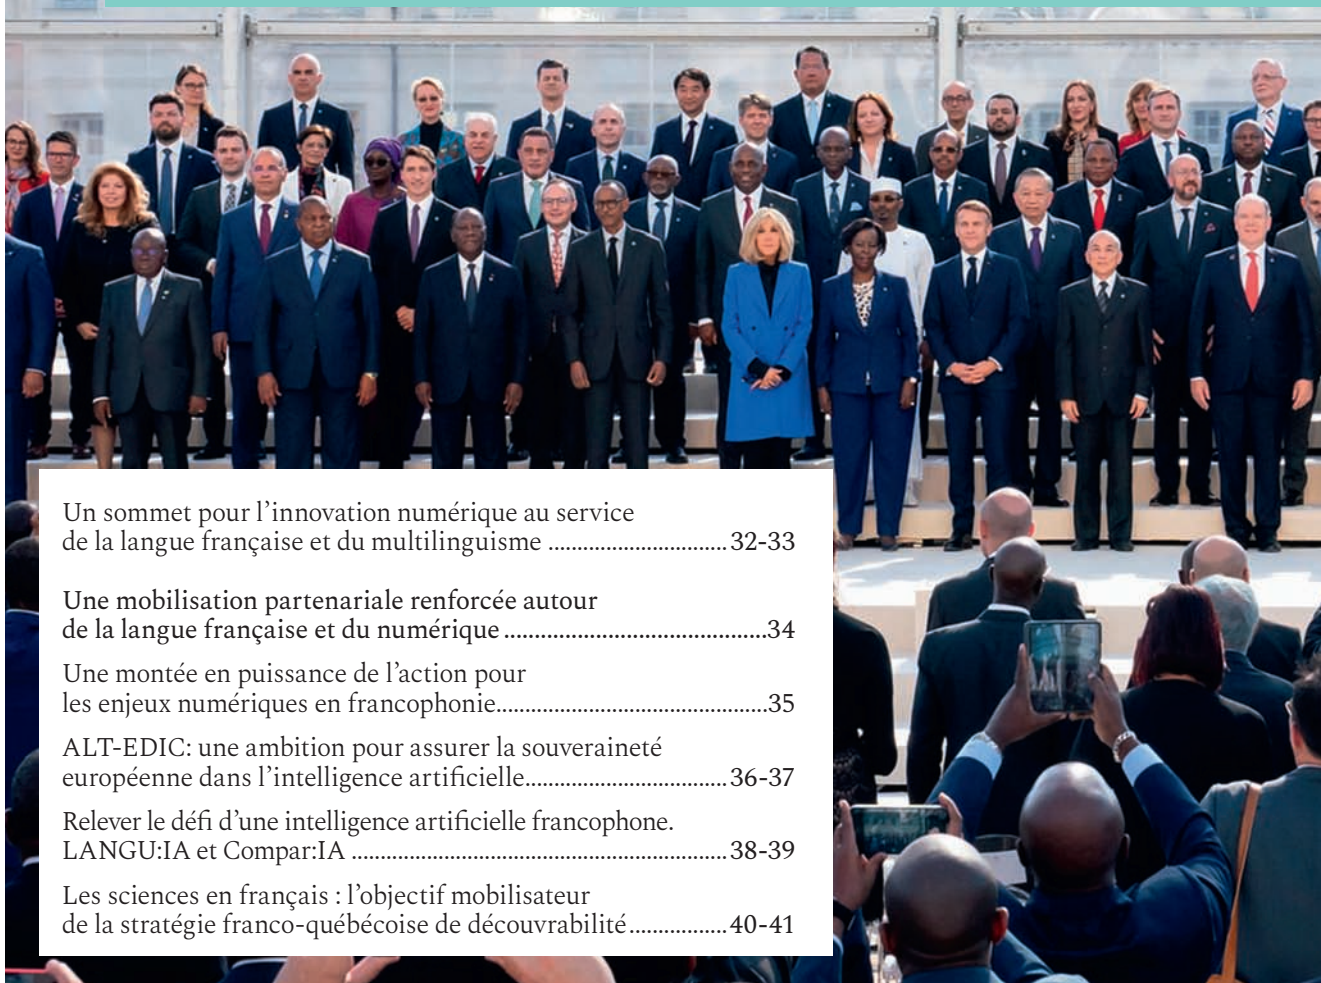 Un sommet pour l’innovation numérique au service
de la langue française et du multilinguisme ............................... 32-33
Une mobilisation partenariale renforcée autour
de la langue française et du numérique .............................................34
Une montée en puissance de l’action pour
les enjeux numériques en francophonie...............................................35
ALT-EDIC: une ambition pour assurer la souveraineté
européenne dans l’intelligence artificielle................................... 36-37
Relever le défi d’une intelligence artificielle francophone.
LANGU:IA et Compar:IA ................................................................. 38-39
Les sciences en français : l’objectif mobilisateur
de la stratégie franco-québécoise de découvrabilité ................. 40-41